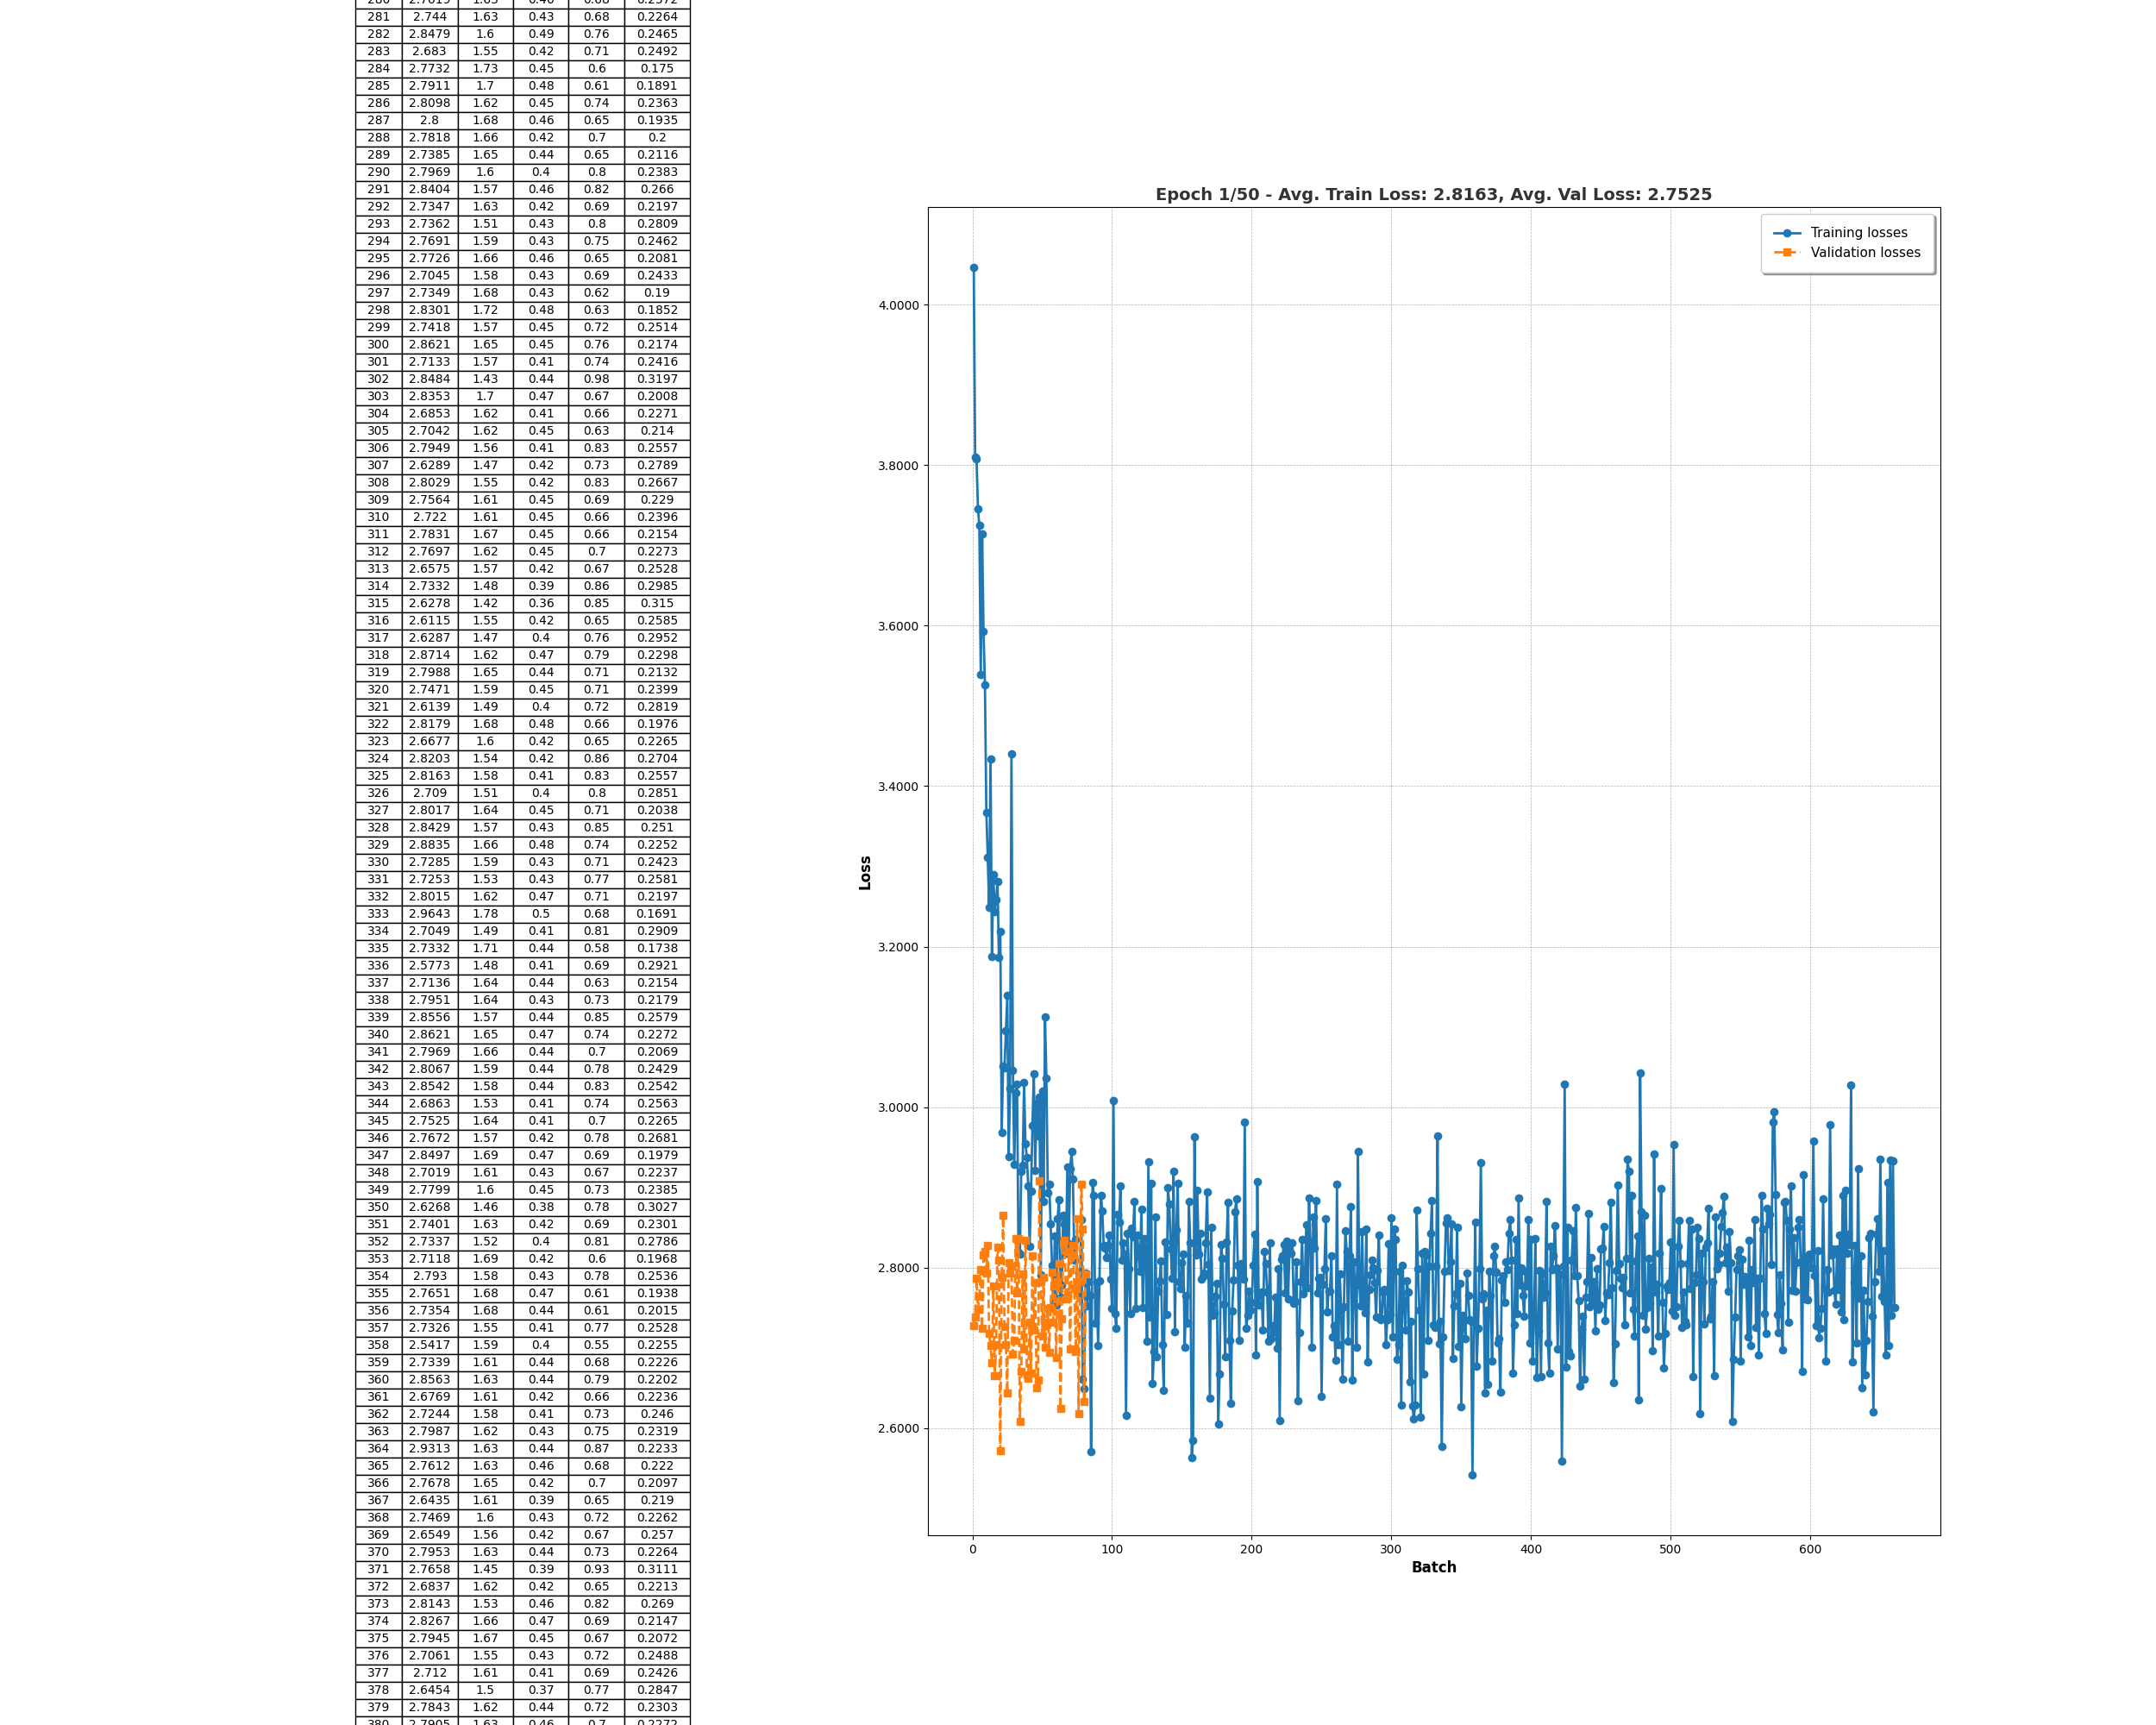 281 2.744 1.63 0.43 0.68 0.2264
282 2.8479 1.6 0.49 0.76 0.2465
283 2.683 1.55 0.42 0.71 0.2492
284 2.7732 1.73 0.45 0.6 0.175
285 2.7911 1.7 0.48 0.61 0.1891
286 2.8098 1.62 0.45 0.74 0.2363
287 2.8 1.68 0.46 0.65 0.1935
288 2.7818 1.66 0.42 0.7 0.2
289 2.7385 1.65 0.44 0.65 0.2116
290 2.7969 1.6 0.4 0.8 0.2383
291 2.8404 1.57 0.46 0.82 0.266
292 2.7347 1.63 0.42 0.69 0.2197
293 2.7362 1.51 0.43 0.8 0.2809
294 2.7691 1.59 0.43 0.75 0.2462
295 2.7726 1.66 0.46 0.65 0.2081
296 2.7045 1.58 0.43 0.69 0.2433
297 2.7349 1.68 0.43 0.62 0.19
298 2.8301 1.72 0.48 0.63 0.1852
299 2.7418 1.57 0.45 0.72 0.2514
300 2.8621 1.65 0.45 0.76 0.2174
301 2.7133 1.57 0.41 0.74 0.2416
302 2.8484 1.43 0.44 0.98 0.3197
303 2.8353 1.7 0.47 0.67 0.2008
304 2.6853 1.62 0.41 0.66 0.2271
305 2.7042 1.62 0.45 0.63 0.214
306 2.7949 1.56 0.41 0.83 0.2557
307 2.6289 1.47 0.42 0.73 0.2789
308 2.8029 1.55 0.42 0.83 0.2667
309 2.7564 1.61 0.45 0.69 0.229
310 2.722 1.61 0.45 0.66 0.2396
311 2.7831 1.67 0.45 0.66 0.2154
312 2.7697 1.62 0.45 0.7 0.2273
313 2.6575 1.57 0.42 0.67 0.2528
314 2.7332 1.48 0.39 0.86 0.2985
315 2.6278 1.42 0.36 0.85 0.315
316 2.6115 1.55 0.42 0.65 0.2585
317 2.6287 1.47 0.4 0.76 0.2952
318 2.8714 1.62 0.47 0.79 0.2298
319 2.7988 1.65 0.44 0.71 0.2132
320 2.7471 1.59 0.45 0.71 0.2399
321 2.6139 1.49 0.4 0.72 0.2819
322 2.8179 1.68 0.48 0.66 0.1976
323 2.6677 1.6 0.42 0.65 0.2265
324 2.8203 1.54 0.42 0.86 0.2704
325 2.8163 1.58 0.41 0.83 0.2557
326 2.709 1.51 0.4 0.8 0.2851
327 2.8017 1.64 0.45 0.71 0.2038
328 2.8429 1.57 0.43 0.85 0.251
329 2.8835 1.66 0.48 0.74 0.2252
330 2.7285 1.59 0.43 0.71 0.2423
331 2.7253 1.53 0.43 0.77 0.2581
332 2.8015 1.62 0.47 0.71 0.2197
333 2.9643 1.78 0.5 0.68 0.1691
334 2.7049 1.49 0.41 0.81 0.2909
335 2.7332 1.71 0.44 0.58 0.1738
336 2.5773 1.48 0.41 0.69 0.2921
337 2.7136 1.64 0.44 0.63 0.2154
338 2.7951 1.64 0.43 0.73 0.2179
339 2.8556 1.57 0.44 0.85 0.2579
340 2.8621 1.65 0.47 0.74 0.2272
341 2.7969 1.66 0.44 0.7 0.2069
342 2.8067 1.59 0.44 0.78 0.2429
343 2.8542 1.58 0.44 0.83 0.2542
344 2.6863 1.53 0.41 0.74 0.2563
345 2.7525 1.64 0.41 0.7 0.2265
346 2.7672 1.57 0.42 0.78 0.2681
347 2.8497 1.69 0.47 0.69 0.1979
348 2.7019 1.61 0.43 0.67 0.2237
349 2.7799 1.6 0.45 0.73 0.2385
350 2.6268 1.46 0.38 0.78 0.3027
351 2.7401 1.63 0.42 0.69 0.2301
352 2.7337 1.52 0.4 0.81 0.2786
353 2.7118 1.69 0.42 0.6 0.1968
354 2.793 1.58 0.43 0.78 0.2536
355 2.7651 1.68 0.47 0.61 0.1938
356 2.7354 1.68 0.44 0.61 0.2015
357 2.7326 1.55 0.41 0.77 0.2528
358 2.5417 1.59 0.4 0.55 0.2255
359 2.7339 1.61 0.44 0.68 0.2226
360 2.8563 1.63 0.44 0.79 0.2202
361 2.6769 1.61 0.42 0.66 0.2236
362 2.7244 1.58 0.41 0.73 0.246
363 2.7987 1.62 0.43 0.75 0.2319
364 2.9313 1.63 0.44 0.87 0.2233
365 2.7612 1.63 0.46 0.68 0.222
366 2.7678 1.65 0.42 0.7 0.2097
367 2.6435 1.61 0.39 0.65 0.219
368 2.7469 1.6 0.43 0.72 0.2262
369 2.6549 1.56 0.42 0.67 0.257
370 2.7953 1.63 0.44 0.73 0.2264
371 2.7658 1.45 0.39 0.93 0.3111
372 2.6837 1.62 0.42 0.65 0.2213
373 2.8143 1.53 0.46 0.82 0.269
374 2.8267 1.66 0.47 0.69 0.2147
375 2.7945 1.67 0.45 0.67 0.2072
376 2.7061 1.55 0.43 0.72 0.2488
377 2.712 1.61 0.41 0.69 0.2426
378 2.6454 1.5 0.37 0.77 0.2847
379 2.7843 1.62 0.44 0.72 0.2303
380 2.7905 1.63 0.46 0.7 0.2272
Epoch 1/50 - Avg. Train Loss: 2.8163, Avg. Val Loss: 2.7525
Training losses
Validation losses
4.0000
3.8000
3.6000
3.4000
3.2000
3.0000
2.8000
2.6000
Loss
0 100 200 300 400 500 600
Batch